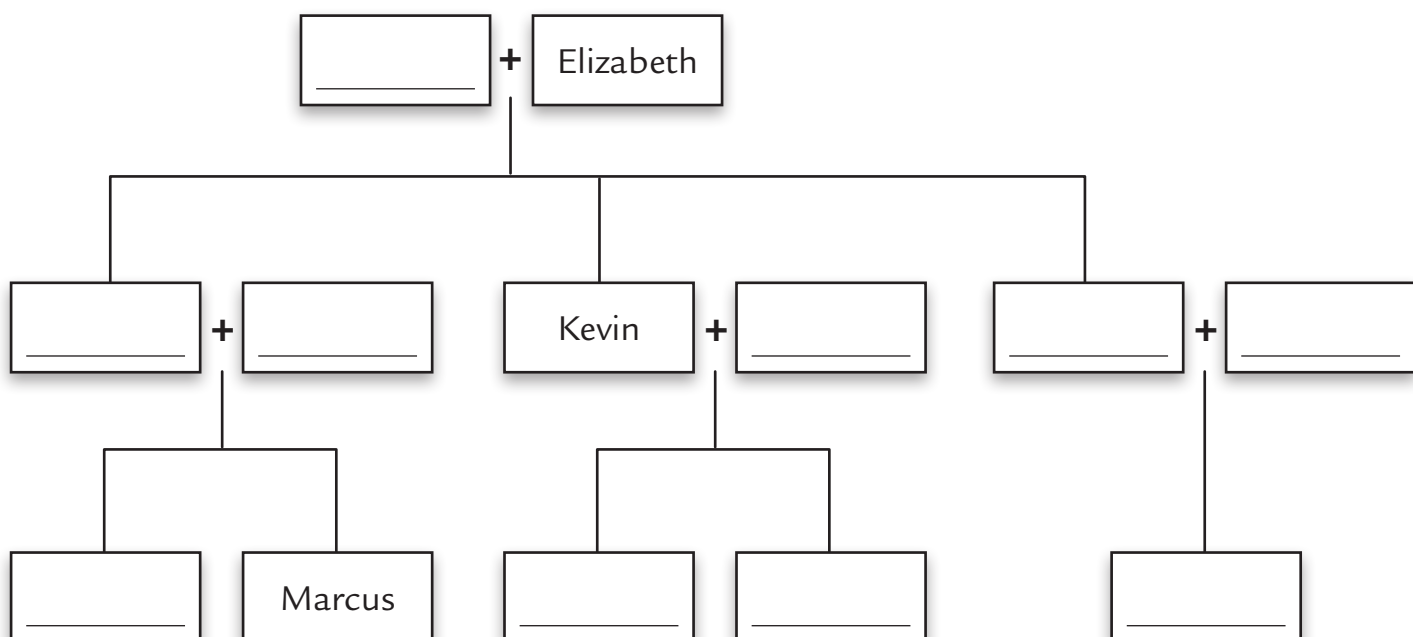 + Elizabeth
+ Kevin + +
Marcus